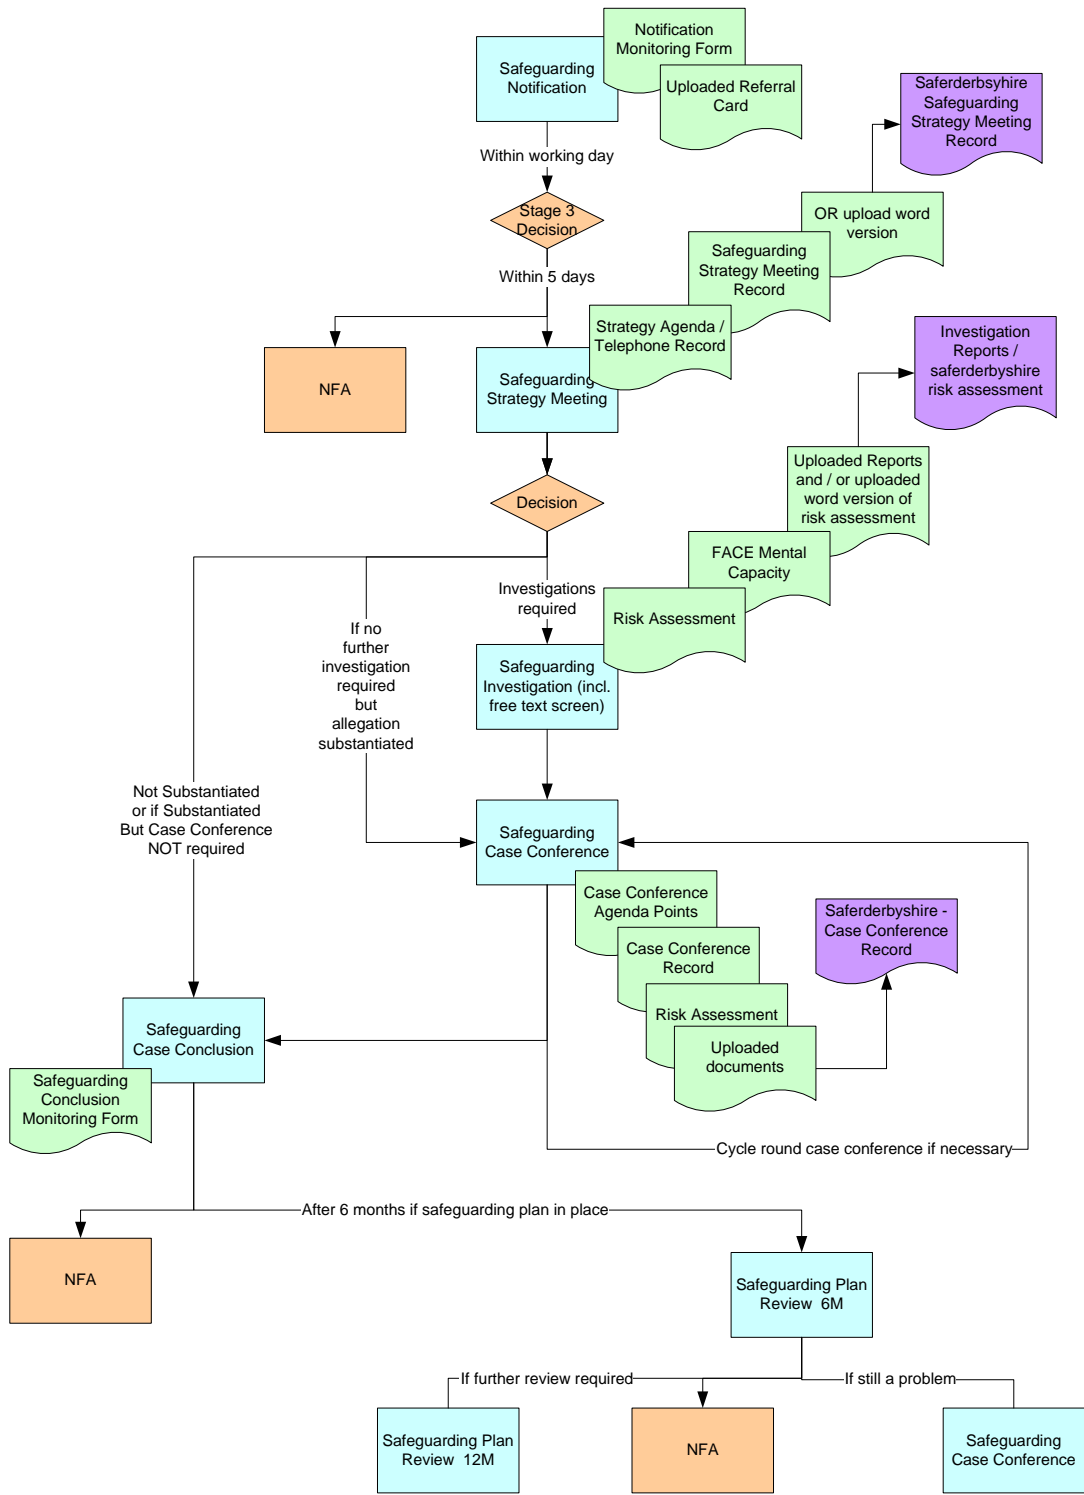 Notification
Monitoring Form
Safeguarding
Notification
Uploaded Referral
Card
Saferderbsyhire
Safeguarding
Strategy Meeting
Record
Within working day
Stage 3
Decision
OR upload word
version
Safeguarding
Strategy Meeting
Record
Within 5 days
Strategy Agenda /
Telephone Record
Investigation
Reports /
saferderbyshire
risk assessment
NFA
Safeguarding
Strategy Meeting
Uploaded Reports
and / or uploaded
word version of
risk assessment
Decision
FACE Mental
Capacity
Investigations
required
Risk Assessment
If no
further
investigation
required
but
allegation
substantiated
Safeguarding
Investigation (incl.
free text screen)
Not Substantiated
or if Substantiated
But Case Conference
NOT required
Safeguarding
Case Conference
Case Conference
Agenda Points
Saferderbyshire -
Case Conference
Record
Case Conference
Record
Risk Assessment
Uploaded
documents
Safeguarding
Case Conclusion
Safeguarding
Conclusion
Monitoring Form
Cycle round case conference if necessary
After 6 months if safeguarding plan in place
NFA
Safeguarding Plan
Review 6M
If further review required
If still a problem
Safeguarding Plan
Review 12M
NFA
Safeguarding
Case Conference